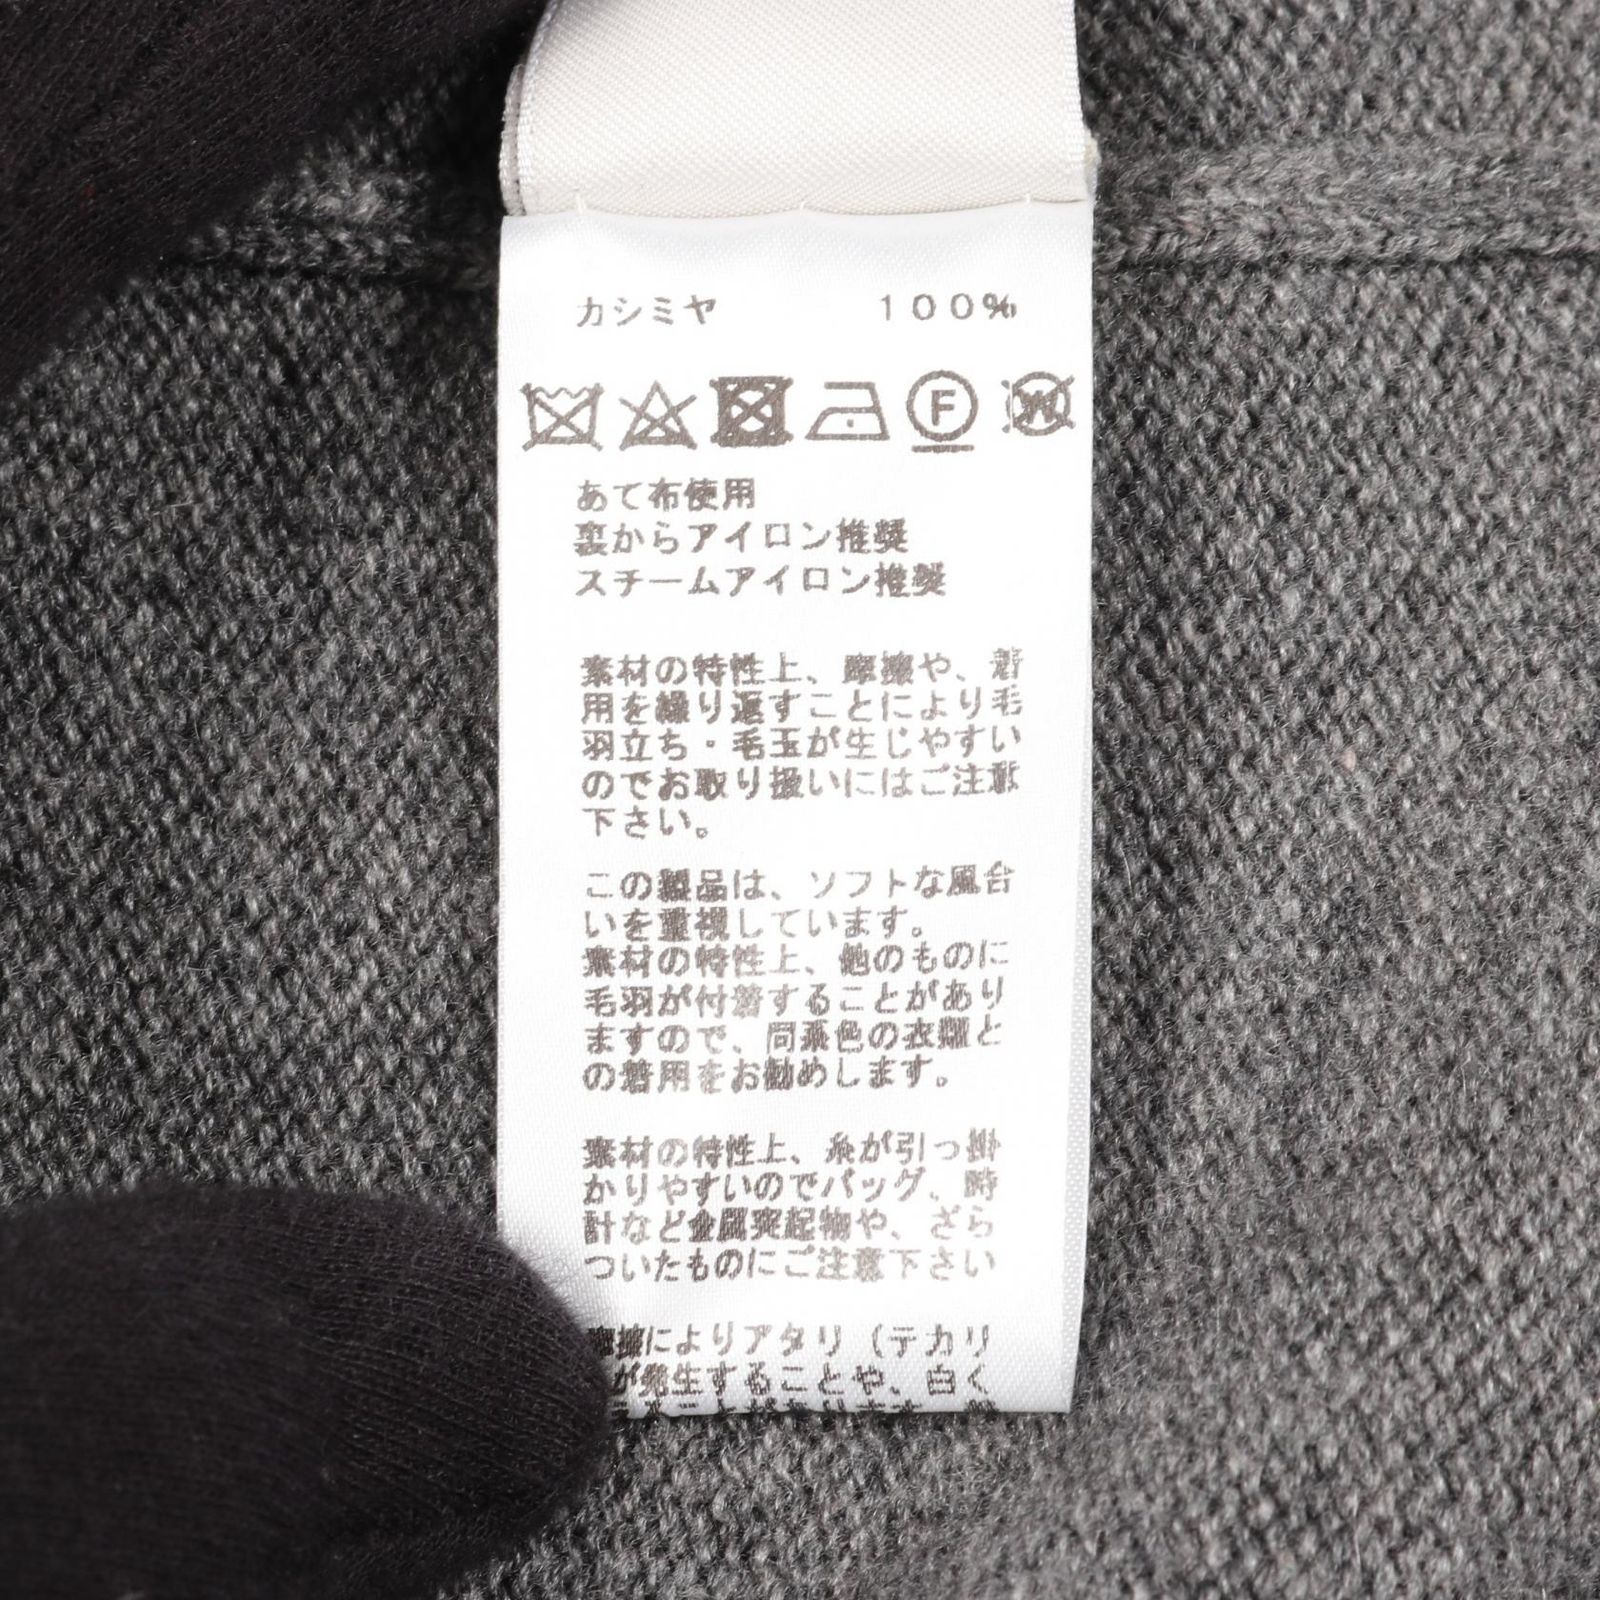 カシミヤ 100%
F
W
あて布使用
裏からアイロン推奨
スチームアイロン推奨
素材の特性上、摩擦や、着
用を繰り返すことにより毛
羽立ち・毛玉が生じやすい
のでお取り扱いにはご注意
下さい。
この製品は、ソフトな風合
いを重視しています。
素材の特性上、他のものに
毛羽が付着することがあり
ますので、同系色の衣類と
の着用をお勧めします。
素材の特性上、糸が引っ掛
かりやすいのでバッグ、時
計など金属突起物や、ざら
ついたものにご注意下さい
摩擦によりアタリ(テカリ
が発生することや、白く